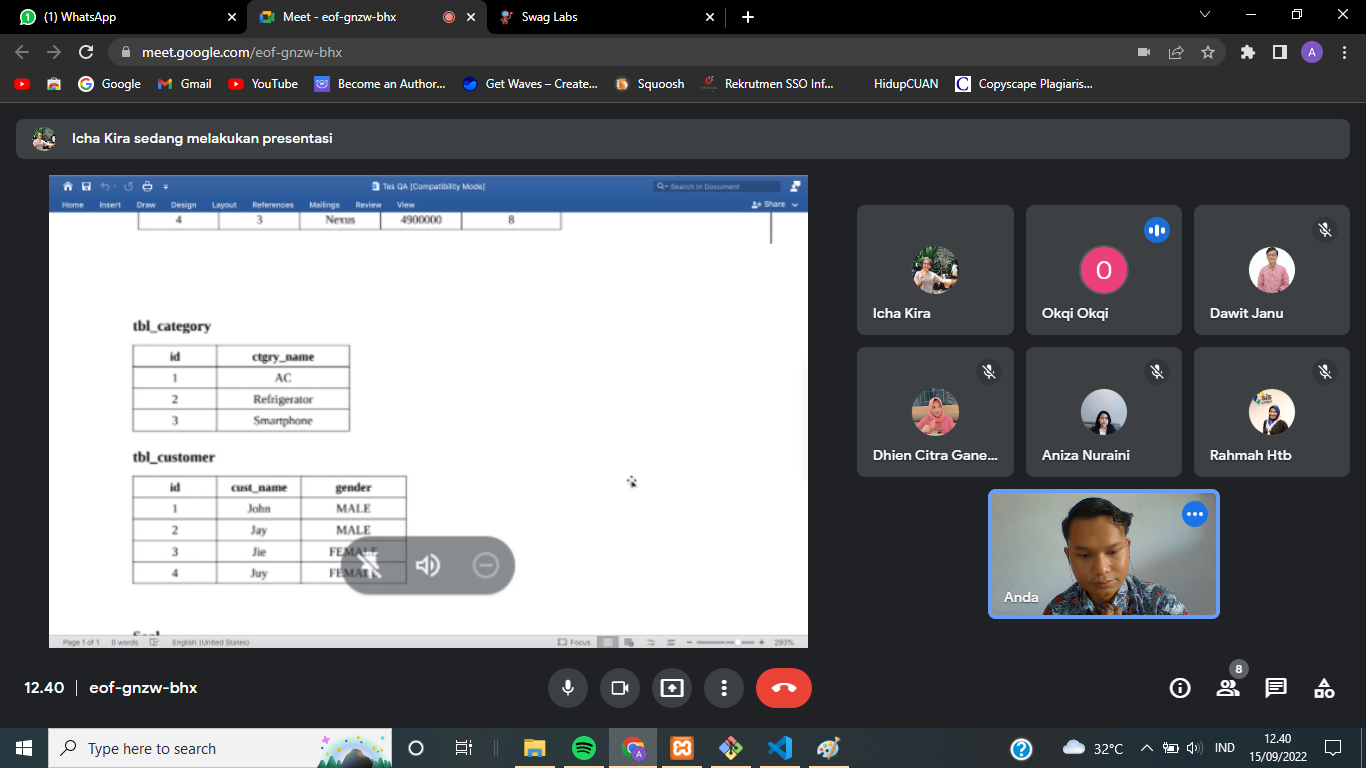 (1) WhatsApp
Meet - eof-gnzw-bhx
Swag Labs
meet.google.com/eof-gnzw-bhx
A
Google
Gmail
YouTube
Become an Author...
Get Waves – Create...
Squoosh
Rekrutmen SSO Inf...
HidupCUAN
Copyscape Plagiaris...
Icha Kira sedang melakukan presentasi
Tes QA [Compatibility Mode]
Search in Document
Home Insert Draw Design Layout References Mailings Review View
Share
4 3 Nexus 4900000 8
tbl_category
id ctgry_name
1 AC
2 Refrigerator
3 Smartphone
tbl_customer
id cust_name gender
1 John MALE
2 Jay MALE
3 Jie FEMALE
4 Juy FEMALE
Page 1 of 1 0 words English (United States)
Focus
293%
Icha Kira
O
Okqi Okqi
Dawit Janu
Dhien Citra Gane...
Aniza Nuraini
Rahmah Htb
Anda
12.40 | eof-gnzw-bhx
8
Type here to search
32°C
IND
12.40
15/09/2022